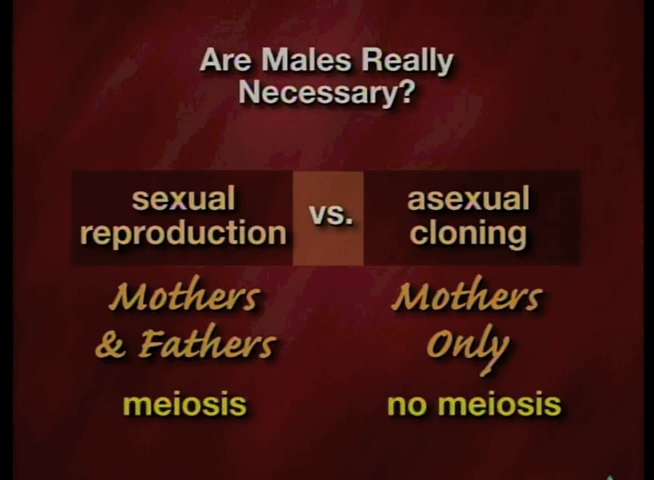 Are Males Really
Necessary?
sexual
reproduction
vs.
asexual
cloning
Mothers
& Fathers
Mothers
Only
meiosis
no meiosis